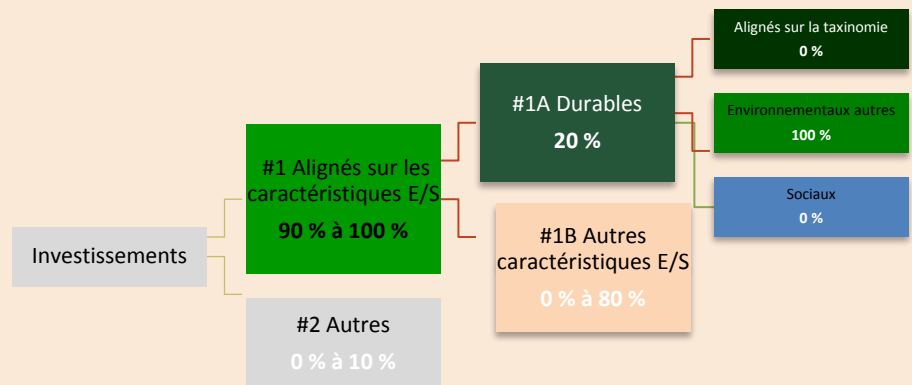 Investissements
#1 Alignés sur les
caractéristiques E/S
90 % à 100 %
#2 Autres
0 % à 10 %
#1A Durables
20 %
#1B Autres
caractéristiques E/S
0 % à 80 %
Alignés sur la taxinomie
0 %
Environnementaux autres
100 %
Sociaux
0 %